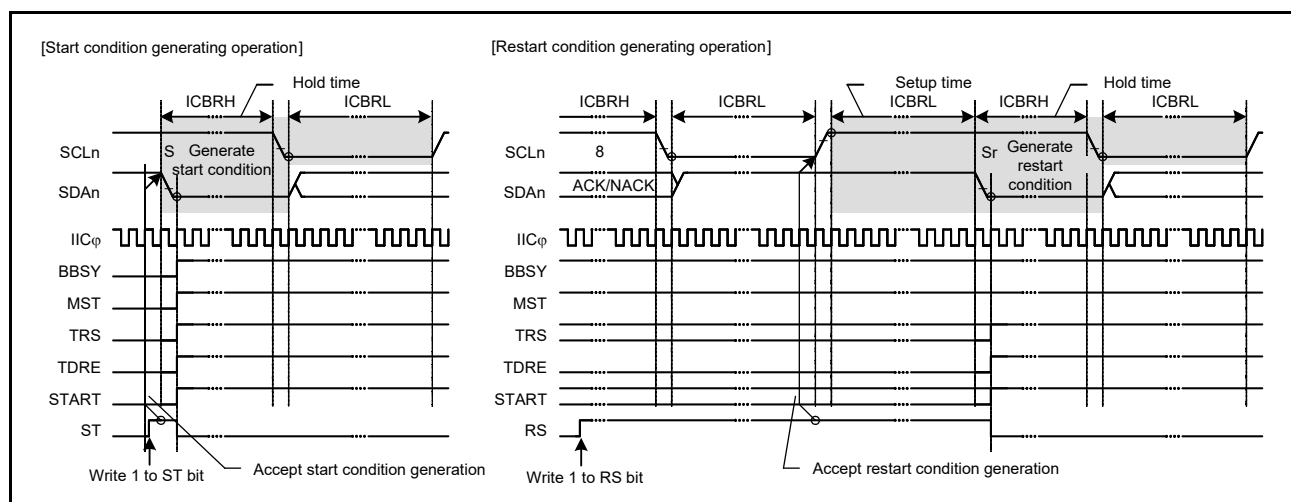 [Start condition generating operation]
[Restart condition generating operation]
Hold time
ICBRH
ICBRL
SCLn
S
Generate
start condition
SDAn
IICφ
BBSY
MST
TRS
TDRE
START
ST
Write 1 to ST bit
Accept start condition generation
Setup time
Hold time
ICBRH
ICBRL
ICBRL
ICBRH
ICBRL
SCLn
8
Sr
Generate
restart
condition
SDAn
ACK/NACK
IICφ
BBSY
MST
TRS
TDRE
START
RS
Write 1 to RS bit
Accept restart condition generation